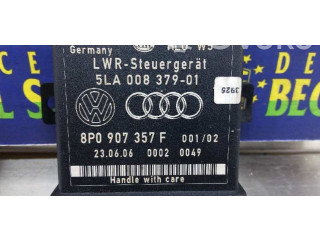 Germany
LWR-Steuergerät
5LA 008 379-01
3925
8P0 907 357 F 001/02
23.06.06 0002 0049
Handle with care